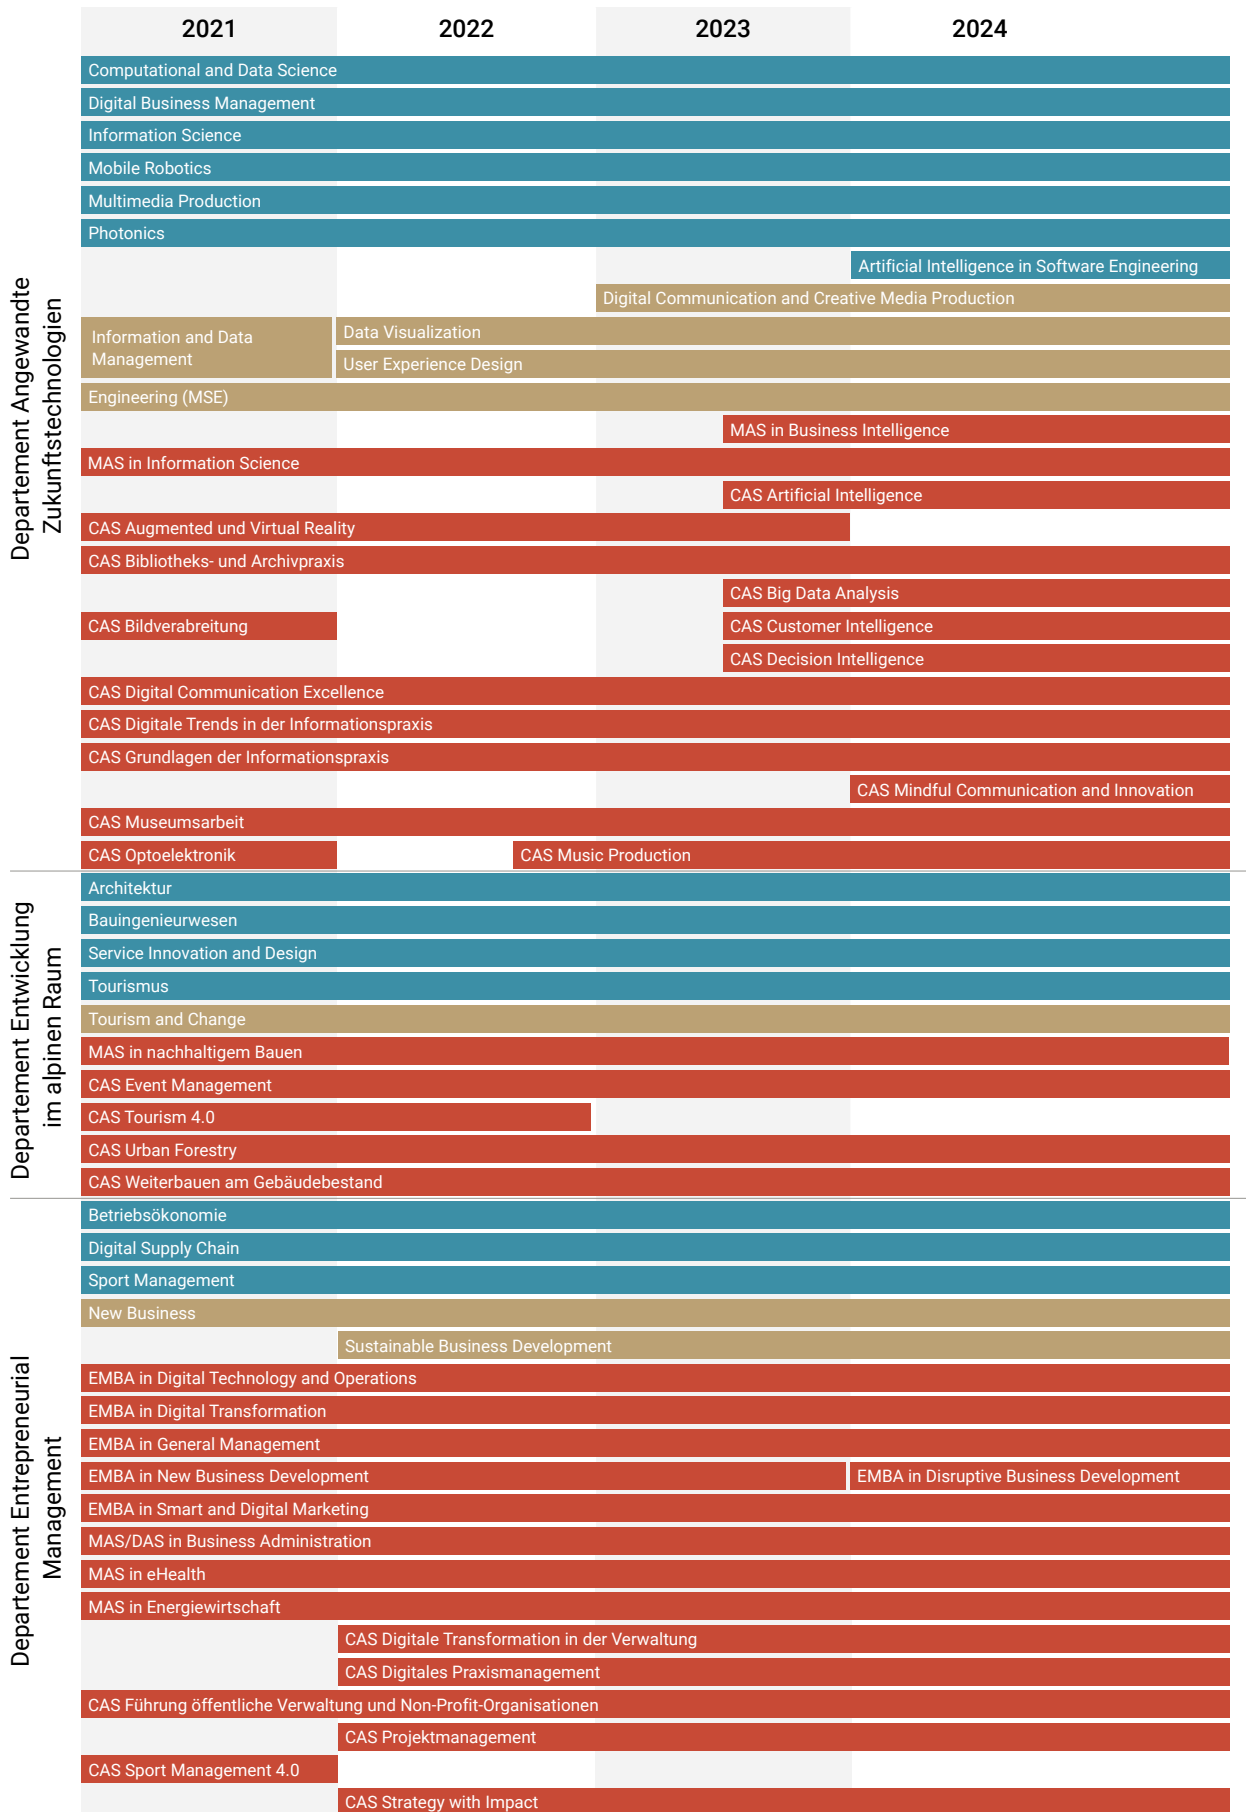 2021 2022 2023 2024
Departement Angewandte
Zukunftstechnologien
Computational and Data Science
Digital Business Management
Information Science
Mobile Robotics
Multimedia Production
Photonics
Artificial Intelligence in Software Engineering
Digital Communication and Creative Media Production
Information and Data
Management
Data Visualization
User Experience Design
Engineering (MSE)
MAS in Business Intelligence
MAS in Information Science
CAS Artificial Intelligence
CAS Augmented und Virtual Reality
CAS Bibliotheks- und Archivpraxis
CAS Big Data Analysis
CAS Bildverabreitung CAS Customer Intelligence
CAS Decision Intelligence
CAS Digital Communication Excellence
CAS Digitale Trends in der Informationspraxis
CAS Grundlagen der Informationspraxis
CAS Mindful Communication and Innovation
CAS Museumsarbeit
CAS Optoelektronik CAS Music Production
Departement Entwicklung
im alpinen Raum
Architektur
Bauingenieurwesen
Service Innovation and Design
Tourismus
Tourism and Change
MAS in nachhaltigem Bauen
CAS Event Management
CAS Tourism 4.0
CAS Urban Forestry
CAS Weiterbauen am Gebäudebestand
Departement Entrepreneurial
Management
Betriebsökonomie
Digital Supply Chain
Sport Management
New Business
Sustainable Business Development
EMBA in Digital Technology and Operations
EMBA in Digital Transformation
EMBA in General Management
EMBA in New Business Development EMBA in Disruptive Business Development
EMBA in Smart and Digital Marketing
MAS/DAS in Business Administration
MAS in eHealth
MAS in Energiewirtschaft
CAS Digitale Transformation in der Verwaltung
CAS Digitales Praxismanagement
CAS Führung öffentliche Verwaltung und Non-Profit-Organisationen
CAS Projektmanagement
CAS Sport Management 4.0
CAS Strategy with Impact